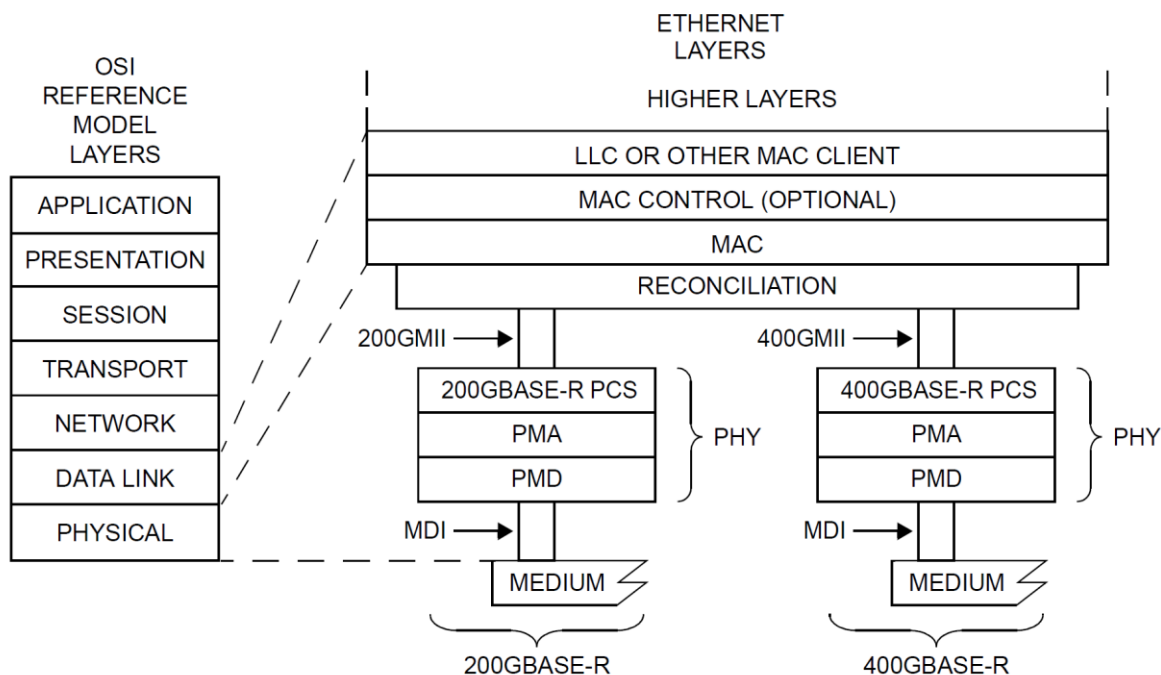 ETHERNET
LAYERS
OSI
REFERENCE
MODEL
LAYERS
HIGHER LAYERS
LLC OR OTHER MAC CLIENT
MAC CONTROL (OPTIONAL)
MAC
RECONCILIATION
APPLICATION
PRESENTATION
SESSION
TRANSPORT
NETWORK
DATA LINK
PHYSICAL
200GMII
200GBASE-R PCS
PMA
PMD
PHY
MDI
MEDIUM
200GBASE-R
400GMII
400GBASE-R PCS
PMA
PMD
PHY
MDI
MEDIUM
400GBASE-R